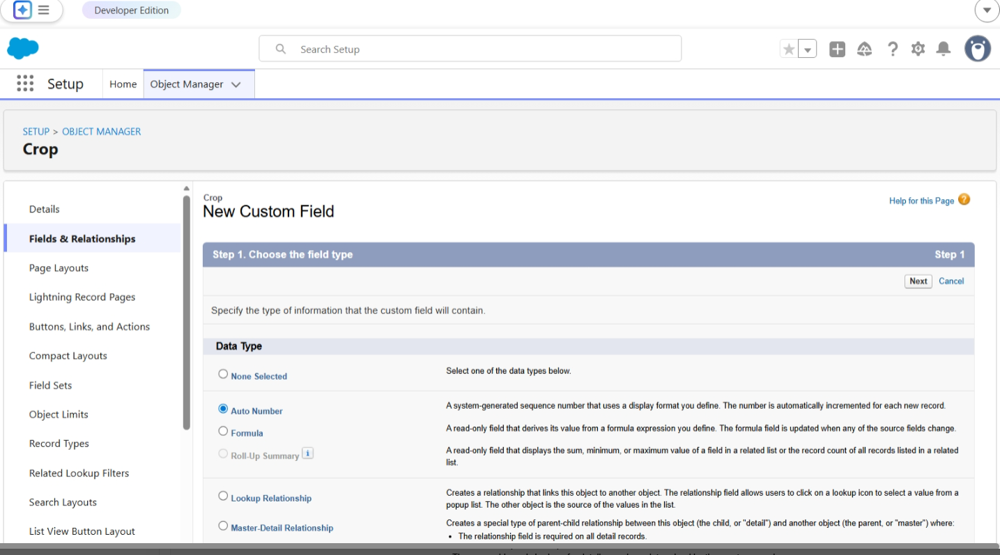 Developer Edition
Search Setup
Setup
Home
Object Manager
SETUP > OBJECT MANAGER
Crop
Details
Fields & Relationships
Page Layouts
Lightning Record Pages
Buttons, Links, and Actions
Compact Layouts
Field Sets
Object Limits
Record Types
Related Lookup Filters
Search Layouts
List View Button Layout
Crop
New Custom Field
Help for this Page ?
Step 1. Choose the field type
Step 1
Next
Cancel
Specify the type of information that the custom field will contain.
Data Type
None Selected
Select one of the data types below.
Auto Number
A system-generated sequence number that uses a display format you define. The number is automatically incremented for each new record.
Formula
A read-only field that derives its value from a formula expression you define. The formula field is updated when any of the source fields change.
Roll-Up Summary i
A read-only field that displays the sum, minimum, or maximum value of a field in a related list or the record count of all records listed in a related
list.
Lookup Relationship
Creates a relationship that links this object to another object. The relationship field allows users to click on a lookup icon to select a value from a
popup list. The other object is the source of the values in the list.
Master-Detail Relationship
Creates a special type of parent-child relationship between this object (the child, or "detail") and another object (the parent, or "master") where:
• The relationship field is required on all detail records.